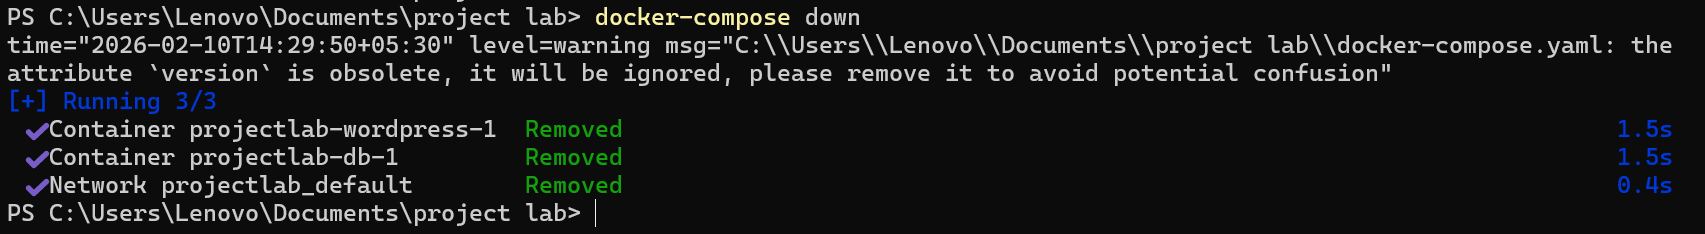 PS C:\Users\Lenovo\Documents\project lab> docker-compose down
time="2026-02-10T14:29:50+05:30" level=warning msg="C:\\Users\\Lenovo\\Documents\\project lab\\docker-compose.yaml: the
attribute `version` is obsolete, it will be ignored, please remove it to avoid potential confusion"
[+] Running 3/3
✔Container projectlab-wordpress-1  Removed 1.5s
✔Container projectlab-db-1 Removed 1.5s
✔Network projectlab_default Removed 0.4s
PS C:\Users\Lenovo\Documents\project lab>